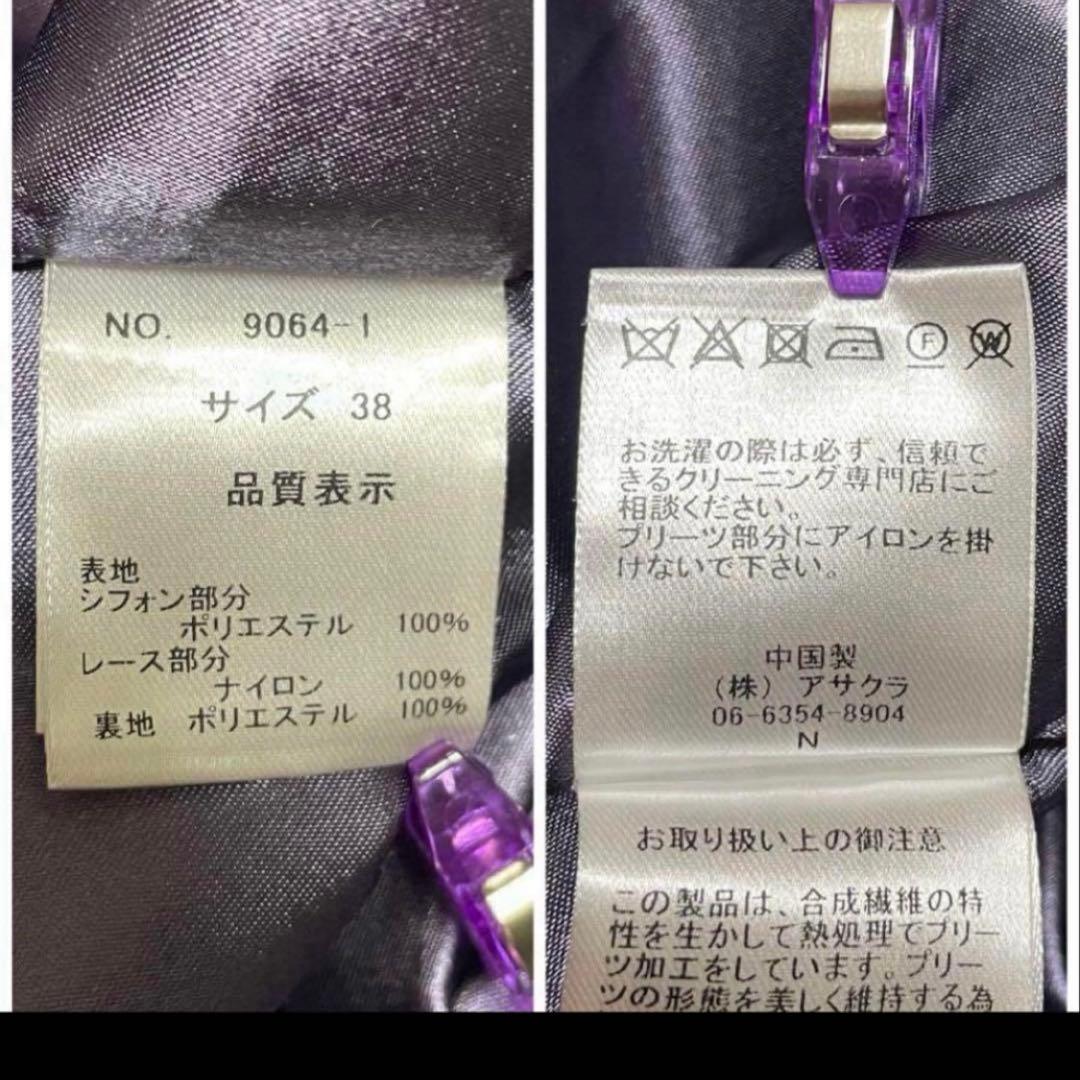 NO. 9064-1
サイズ 38
品質表示
表地
シフォン部分
ポリエステル 100%
レース部分
ナイロン 100%
裏地 ポリエステル 100%
F
W
お洗濯の際は必ず、信頼で
きるクリーニング専門店にご
相談ください。
プリーツ部分にアイロンを掛
けないで下さい。
中国製
(株) アサクラ
06-6354-8904
N
お取り扱い上の御注意
この製品は、合成繊維の特
性を生かして熱処理でプリー
ツ加工をしています。プリー
ツの形態を美しく維持する為